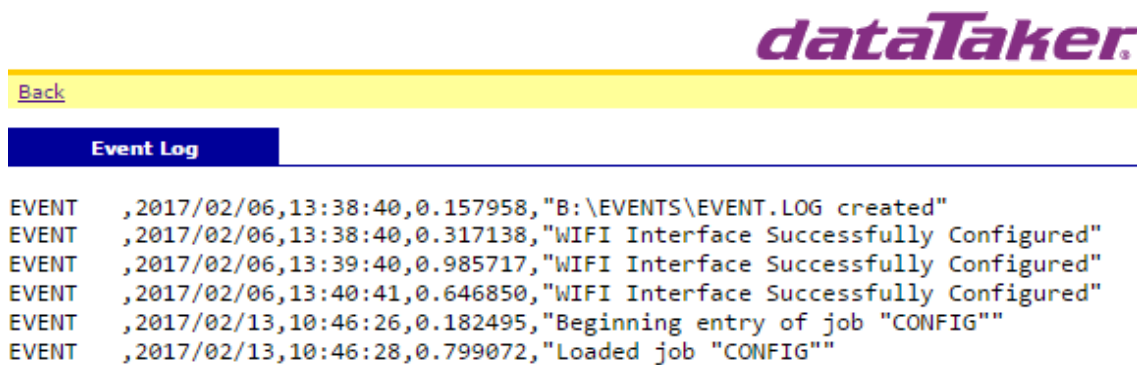 dataTaker®
Back
Event Log
EVENT   ,2017/02/06,13:38:40,0.157958,"B:\EVENTS\EVENT.LOG created"
EVENT   ,2017/02/06,13:38:40,0.317138,"WIFI Interface Successfully Configured"
EVENT   ,2017/02/06,13:39:40,0.985717,"WIFI Interface Successfully Configured"
EVENT   ,2017/02/06,13:40:41,0.646850,"WIFI Interface Successfully Configured"
EVENT   ,2017/02/13,10:46:26,0.182495,"Beginning entry of job "CONFIG""
EVENT   ,2017/02/13,10:46:28,0.799072,"Loaded job "CONFIG""